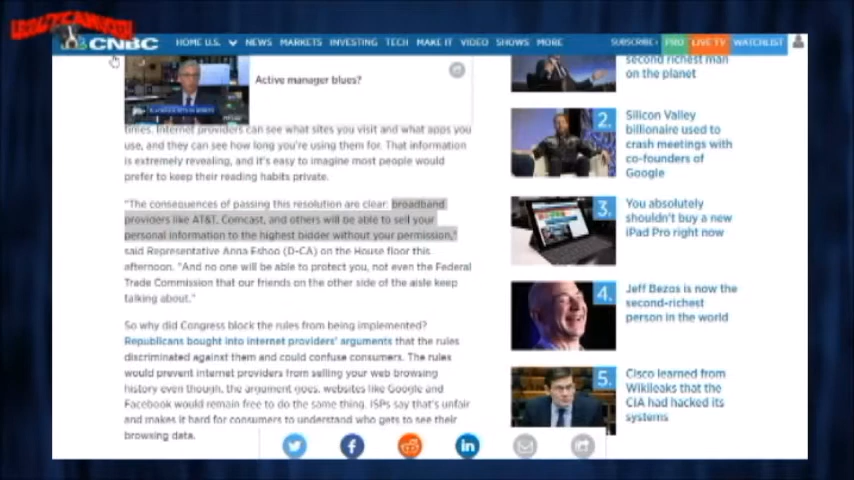 CNBC
HOME U.S. NEWS MARKETS INVESTING TECH MAKE IT VIDEO SHOWS MORE SUBSCRIBE PRO LIVE TV WATCHLIST
Active manager blues?
times. Internet providers can see what sites you visit and what apps you
use, and they can see how long you're using them for. That information
is extremely revealing, and it's easy to imagine most people would
prefer to keep their reading habits private.
"The consequences of passing this resolution are clear: broadband
providers like AT&T, Comcast, and others will be able to sell your
personal information to the highest bidder without your permission,"
said Representative Anna Eshoo (D-CA) on the House floor this
afternoon. "And no one will be able to protect you, not even the Federal
Trade Commission that our friends on the other side of the aisle keep
talking about."
So why did Congress block the rules from being implemented?
Republicans bought into internet providers' arguments that the rules
discriminated against them and could confuse consumers. The rules
would prevent internet providers from selling your web browsing
history even though, the argument goes, websites like Google and
Facebook would remain free to do the same thing. ISPs say that's unfair
and makes it hard for consumers to understand who gets to see their
browsing data.
second richest man
on the planet
2.
Silicon Valley
billionaire used to
crash meetings with
co-founders of
Google
3.
You absolutely
shouldn't buy a new
iPad Pro right now
4.
Jeff Bezos is now the
second-richest
person in the world
5.
Cisco learned from
Wikileaks that the
CIA had hacked its
systems